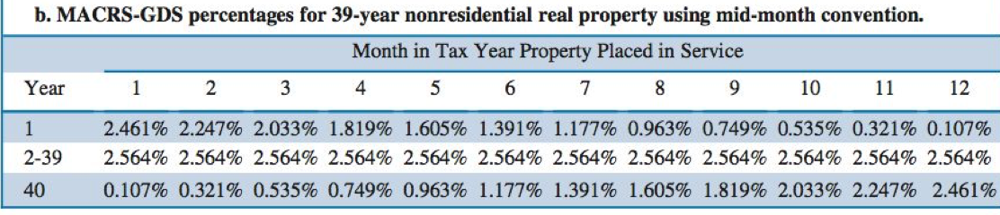 b. MACRS-GDS percentages for 39-year nonresidential real property using mid-month convention.
Month in Tax Year Property Placed in Service
Year 1 2 3 4 5 6 7 8 9 10 11 12
1 2.461% 2.247% 2.033% 1.819% 1.605% 1.391% 1.177% 0.963% 0.749% 0.535% 0.321% 0.107%
2-39 2.564% 2.564% 2.564% 2.564% 2.564% 2.564% 2.564% 2.564% 2.564% 2.564% 2.564% 2.564%
40 0.107% 0.321% 0.535% 0.749% 0.963% 1.177% 1.391% 1.605% 1.819% 2.033% 2.247% 2.461%